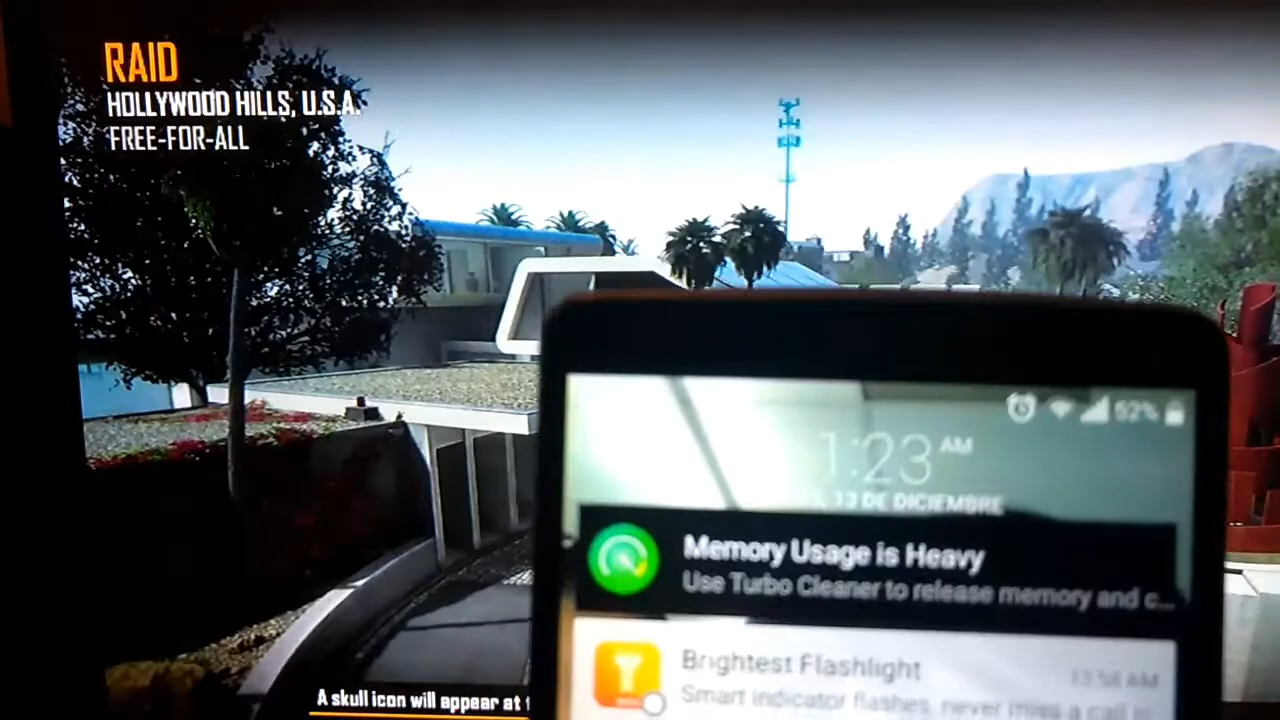 RAID
HOLLYWOOD HILLS, U.S.A.
FREE-FOR-ALL
52%
1:23 AM
13 DE DICIEMBRE
Memory Usage is Heavy
Use Turbo Cleaner to release memory and c...
Brightest Flashlight
Smart indicator flashes, never miss a call
A skull icon will appear at